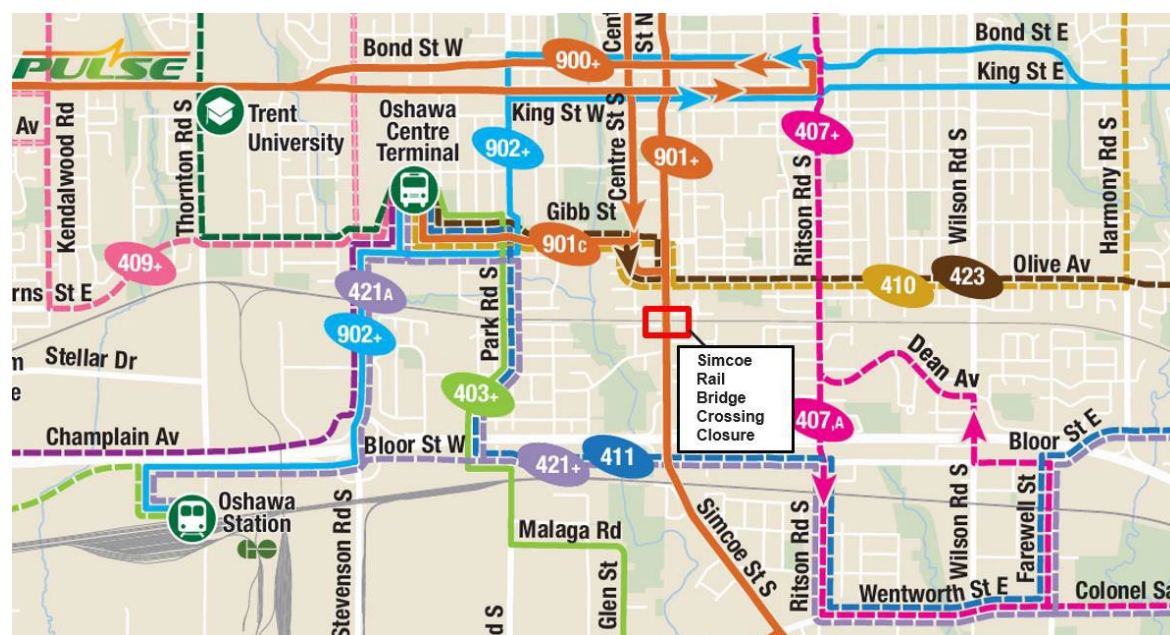 PULSE
Bond St W
900+
Cent
St N
Bond St E
King St E
Av
Kendalwood Rd
Thornton Rd S
Trent
University
Oshawa
Centre
Terminal
King St W
902+
Centre St S
901+
407+
Ritson Rd S
Wilson Rd S
Harmony Rd S
Gibb St
901C
409+
rns St E
421A
902+
410
423
Olive Av
Park Rd S
m
e
Stellar Dr
Simcoe
Rail
Bridge
Crossing
Closure
Dean Av
403+
407,A
Champlain Av
Bloor St W
421+
411
Bloor St E
Oshawa
Station
Stevenson Rd S
Malaga Rd
Glen St
d S
Simcoe St S
Ritson Rd S
Wilson Rd S
Farewell St
Wentworth St E
Colonel Sa